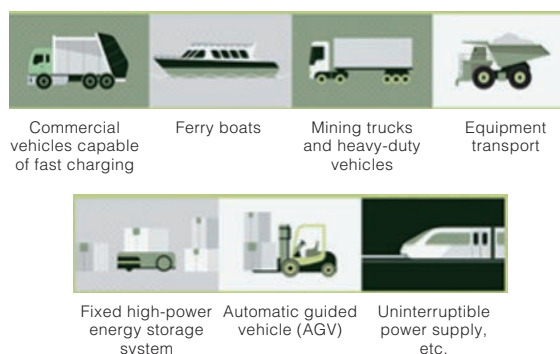 Commercial
vehicles capable
of fast charging
Ferry boats
Mining trucks
and heavy-duty
vehicles
Equipment
transport
Fixed high-power
energy storage
system
Automatic guided
vehicle (AGV)
Uninterruptible
power supply,
etc.